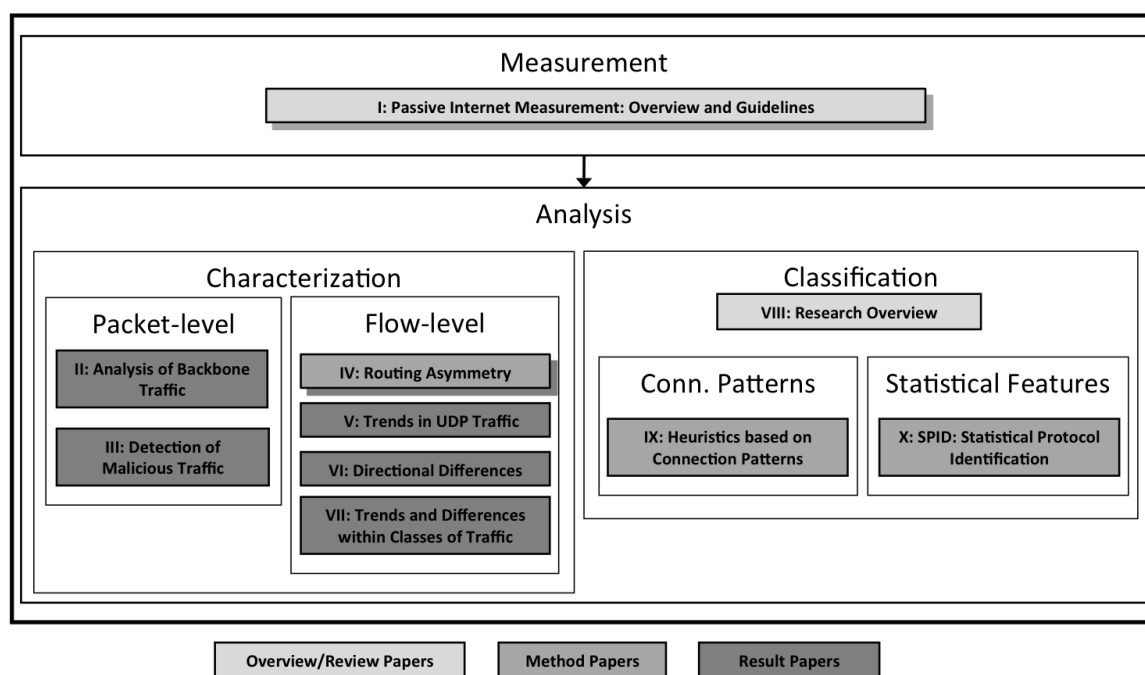 Measurement
I: Passive Internet Measurement: Overview and Guidelines
Analysis
Characterization
Packet-level
II: Analysis of Backbone
Traffic
III: Detection of
Malicious Traffic
Flow-level
IV: Routing Asymmetry
V: Trends in UDP Traffic
VI: Directional Differences
VII: Trends and Differences
within Classes of Traffic
Classification
VIII: Research Overview
Conn. Patterns
IX: Heuristics based on
Connection Patterns
Statistical Features
X: SPID: Statistical Protocol
Identification
Overview/Review Papers
Method Papers
Result Papers